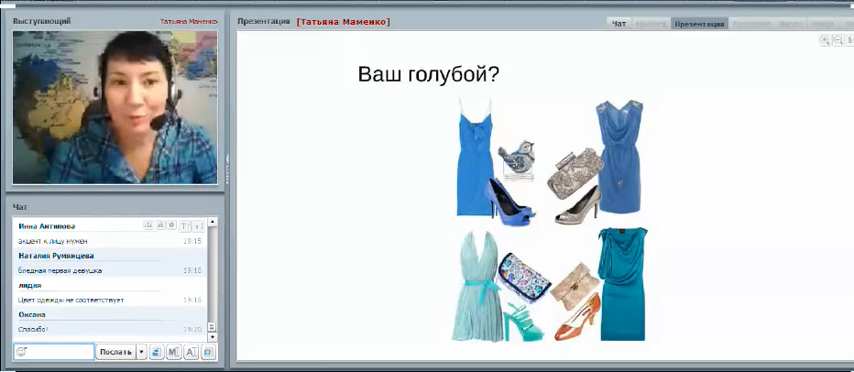 Выступающий
Татьяна Маменко
Презентация [Татьяна Маменко]
Чат
Презентация
Ваш голубой?
Чат
Инна Антипова
акцент к лицу нужен
19:15
Наталия Румянцева
бледная первая девушка
19:16
лидия
Цвет одежды не соответствует
19:16
Оксана
Спасибо!
19:20
Послать